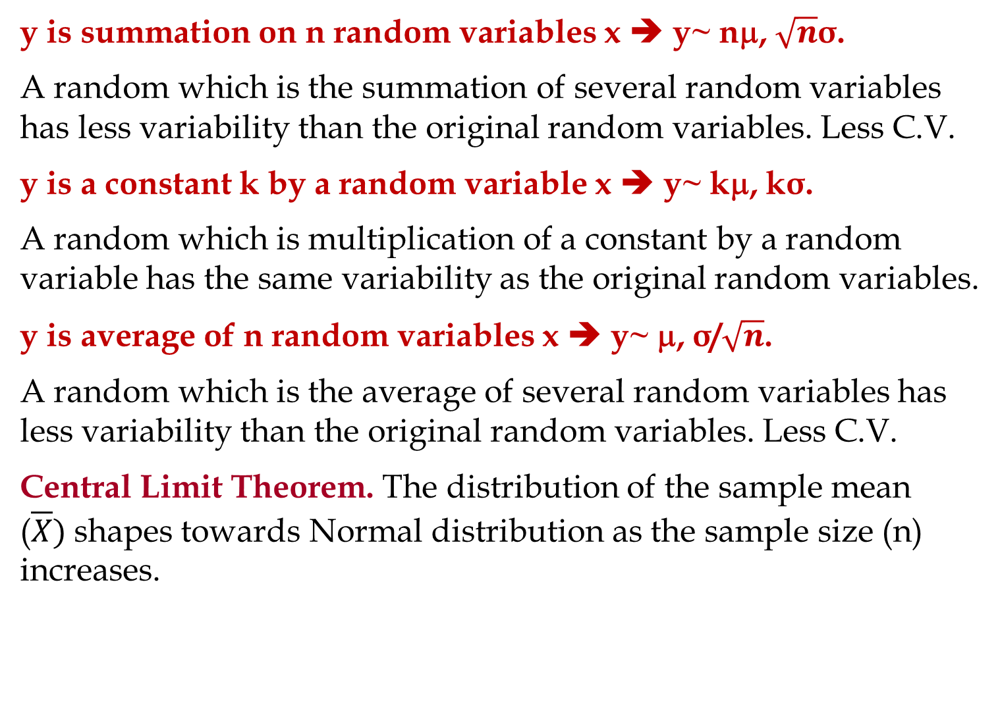 y is summation on n random variables x 🡺 y~ nμ, √nσ.
A random which is the summation of several random variables
has less variability than the original random variables. Less C.V.
y is a constant k by a random variable x 🡺 y~ kμ, kσ.
A random which is multiplication of a constant by a random
variable has the same variability as the original random variables.
y is average of n random variables x 🡺 y~ μ, σ/√n.
A random which is the average of several random variables has
less variability than the original random variables. Less C.V.
Central Limit Theorem. The distribution of the sample mean
(X̅) shapes towards Normal distribution as the sample size (n)
increases.